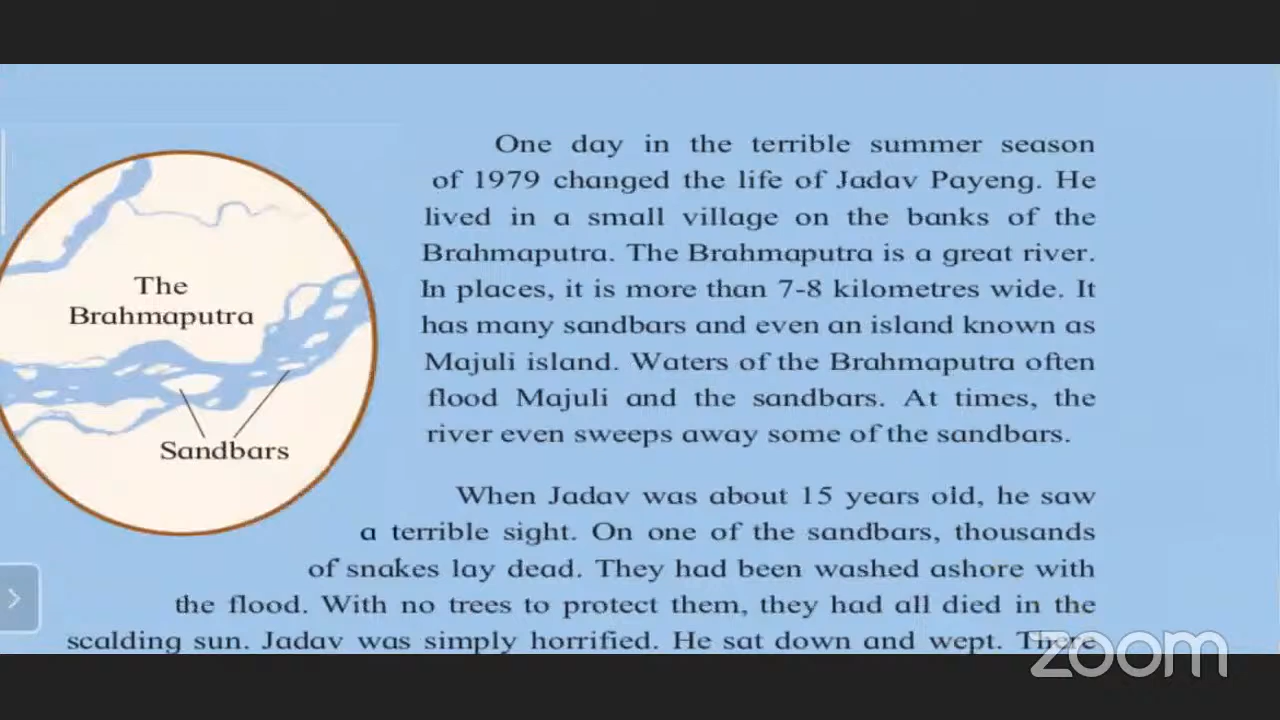 One day in the terrible summer season
of 1979 changed the life of Jadav Payeng. He
lived in a small village on the banks of the
Brahmaputra. The Brahmaputra is a great river.
In places, it is more than 7-8 kilometres wide. It
has many sandbars and even an island known as
Majuli island. Waters of the Brahmaputra often
flood Majuli and the sandbars. At times, the
river even sweeps away some of the sandbars.
The
Brahmaputra
Sandbars
When Jadav was about 15 years old, he saw
a terrible sight. On one of the sandbars, thousands
of snakes lay dead. They had been washed ashore with
the flood. With no trees to protect them, they had all died in the
scalding sun. Jadav was simply horrified. He sat down and wept. There
zoom